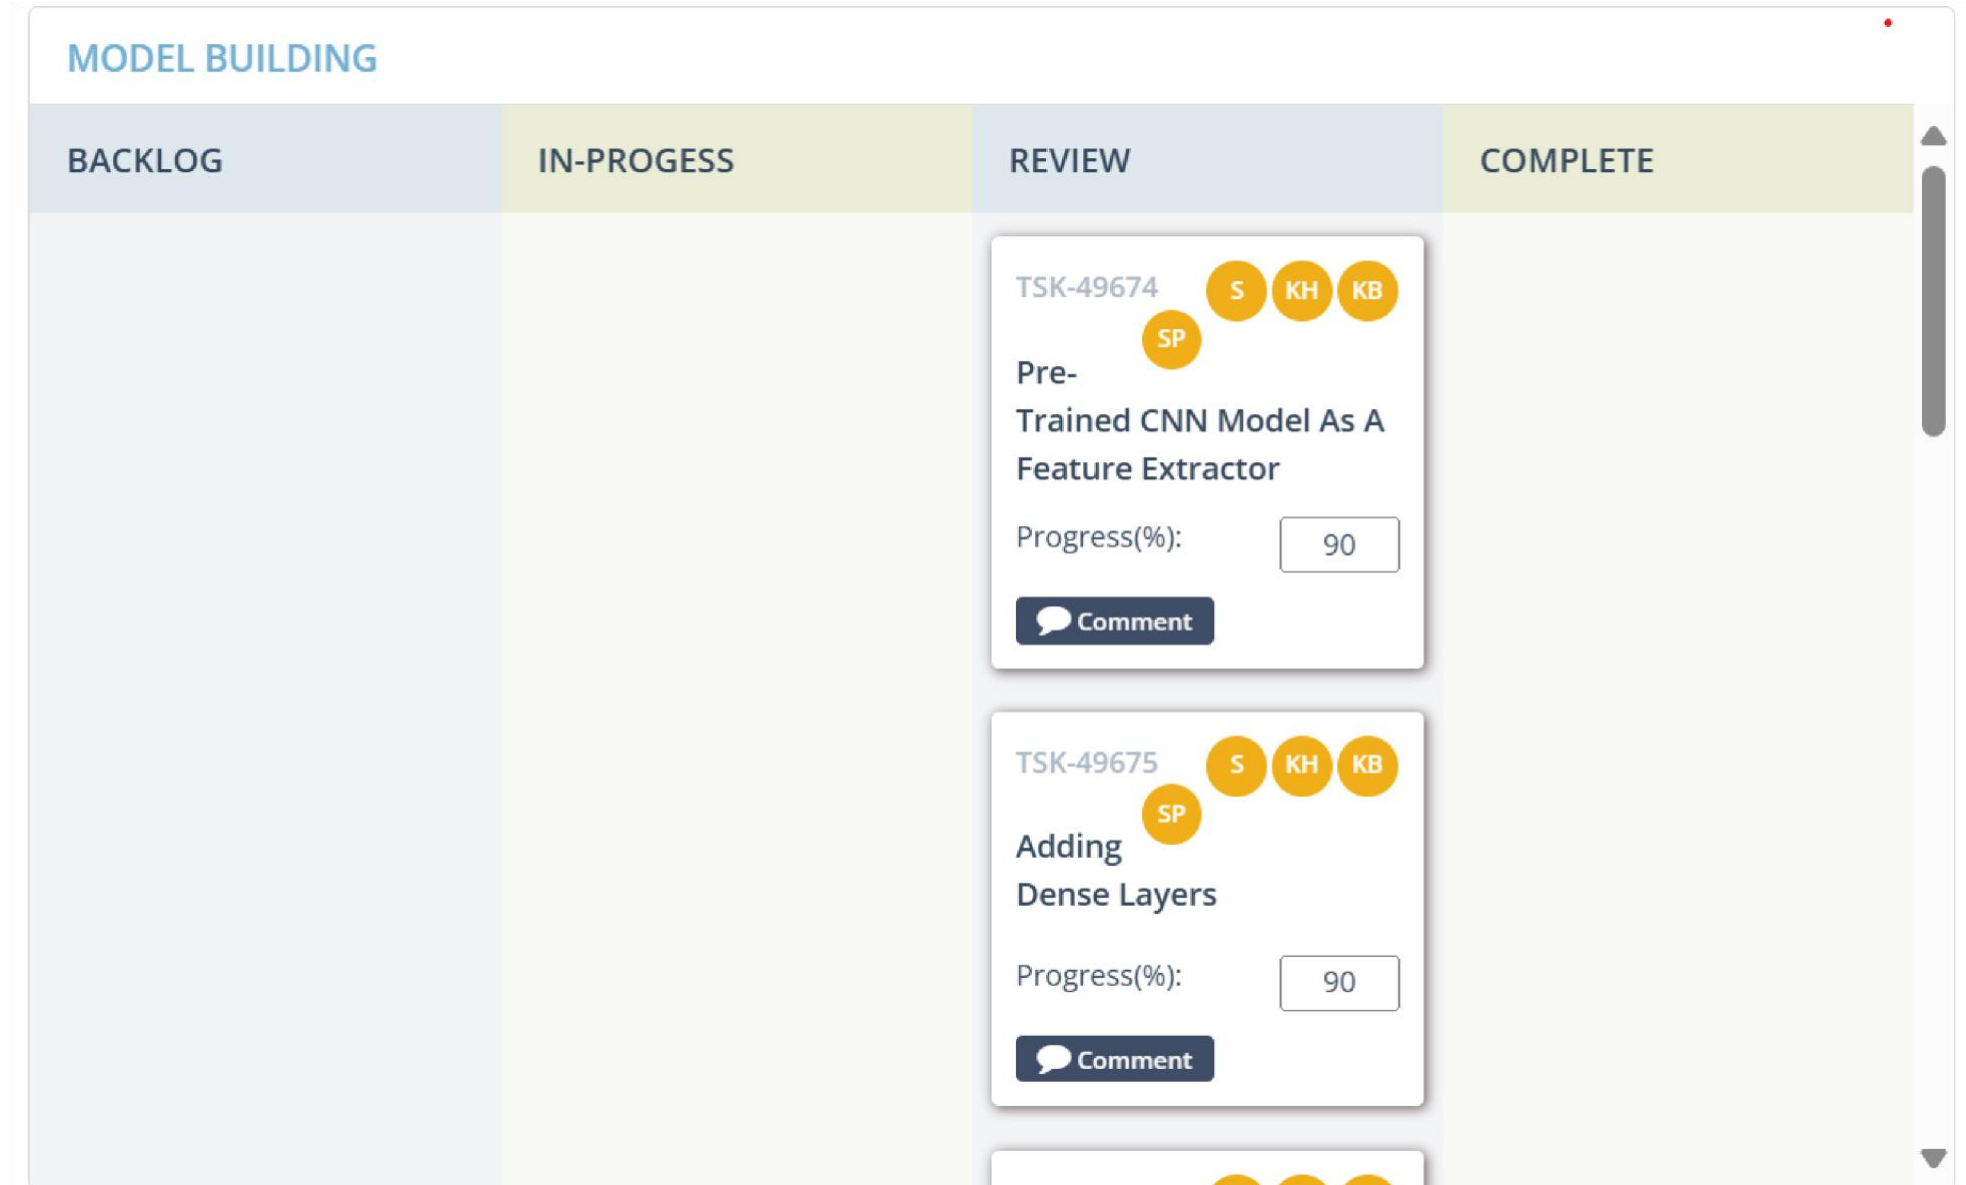 MODEL BUILDING
BACKLOG
IN-PROGESS
REVIEW
COMPLETE
TSK-49674
S
KH
KB
SP
Pre-
Trained CNN Model As A
Feature Extractor
Progress(%):
90
Comment
TSK-49675
S
KH
KB
SP
Adding
Dense Layers
Progress(%):
90
Comment